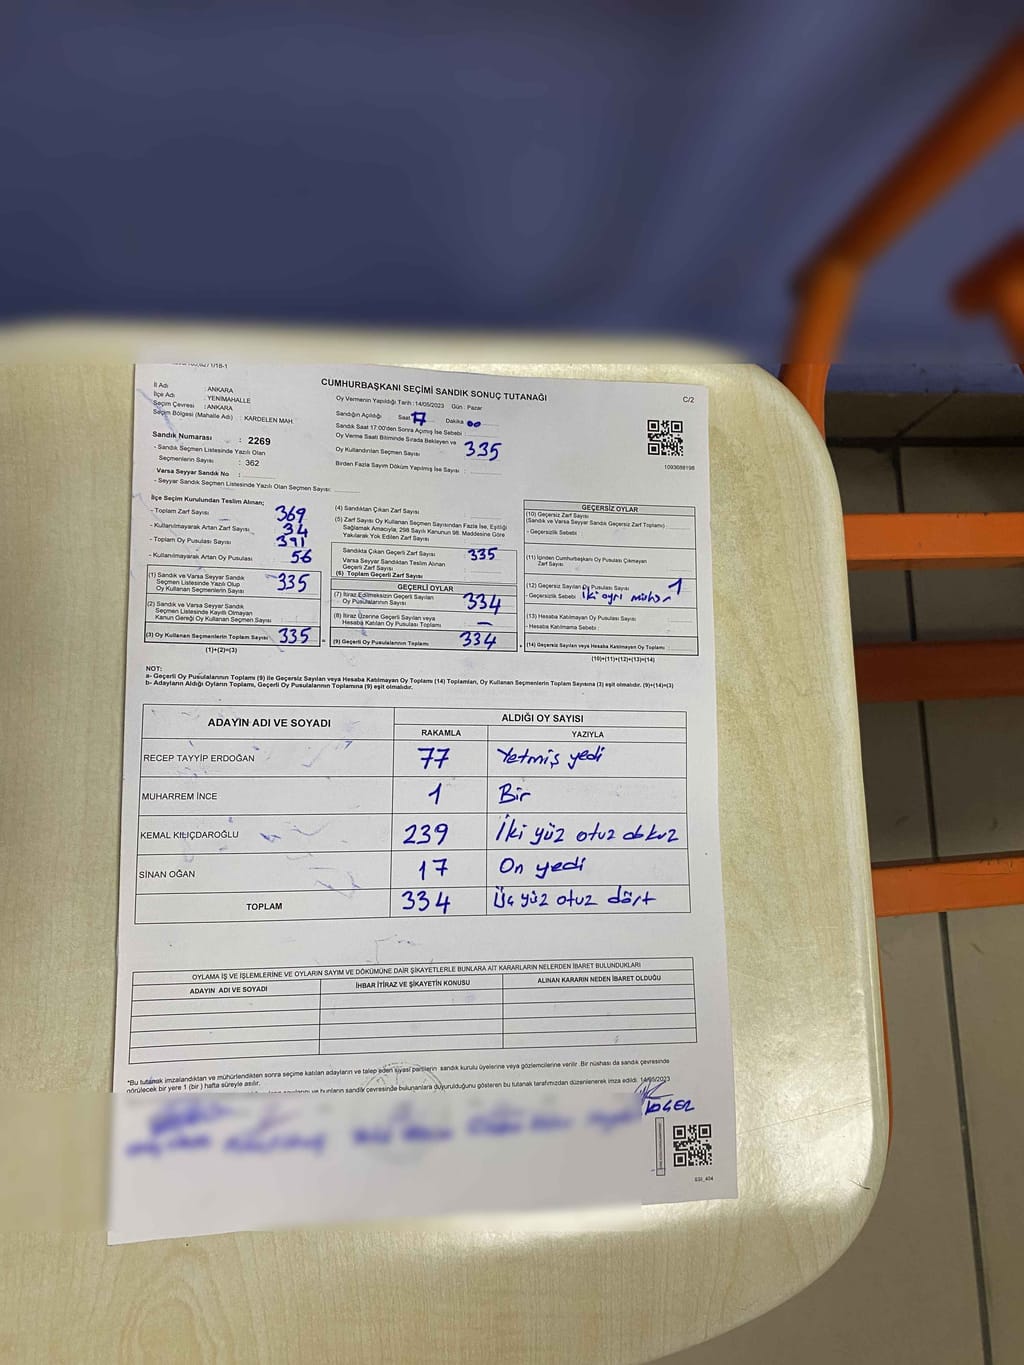 CUMHURBAŞKANI SEÇİMİ SANDIK SONUÇ TUTANAĞI
C/2
İl Adı : ANKARA
İlçe Adı : YENİMAHALLE
Seçim Çevresi : ANKARA
Seçim Bölgesi (Mahalle Adı) : KARDELEN MAH.
Sandık Numarası : 2269
- Sandık Seçmen Listesinde Yazılı Olan
Seçmenlerin Sayısı : 362
Varsa Seyyar Sandık No :
- Seyyar Sandık Seçmen Listesinde Yazılı Olan Seçmen Sayısı:
Oy Vermenin Yapıldığı Tarih : 14/05/2023 Gün : Pazar
Sandığın Açıldığı Saat 17 Dakika 00
Sandık Saat 17:00'den Sonra Açılmış İse Sebebi :
Oy Verme Saati Bitiminde Sırada Bekleyen ve
Oy Kullandırılan Seçmen Sayısı 335
Birden Fazla Sayım Döküm Yapılmış İse Sayısı :
1093688198
İlçe Seçim Kurulundan Teslim Alınan;
- Toplam Zarf Sayısı 369
- Kullanılmayarak Artan Zarf Sayısı 34
- Toplam Oy Pusulası Sayısı 391
- Kullanılmayarak Artan Oy Pusulası 56
(1) Sandık ve Varsa Seyyar Sandık
Seçmen Listesinde Yazılı Olup
Oy Kullanan Seçmenlerin Sayısı 335
(2) Sandık ve Varsa Seyyar Sandık
Seçmen Listesinde Kayıtlı Olmayan
Kanun Gereği Oy Kullanan Seçmen Sayısı :
(3) Oy Kullanan Seçmenlerin Toplam Sayısı 335
(1)+(2)=(3)
(4) Sandıktan Çıkan Zarf Sayısı
(5) Zarf Sayısı Oy Kullanan Seçmen Sayısından Fazla İse, Eşitliği
Sağlamak Amacıyla, 298 Sayılı Kanunun 98. Maddesine Göre
Yakılarak Yok Edilen Zarf Sayısı
Sandıkta Çıkan Geçerli Zarf Sayısı 335
Varsa Seyyar Sandıktan Teslim Alınan
Geçerli Zarf Sayısı
(6) Toplam Geçerli Zarf Sayısı
GEÇERLİ OYLAR
(7) İtiraz Edilmeksizin Geçerli Sayılan
Oy Pusulalarının Sayısı 334
(8) İtiraz Üzerine Geçerli Sayılan veya
Hesaba Katılan Oy Pusulası Toplamı —
(9) Geçerli Oy Pusulalarının Toplamı 334
GEÇERSİZ OYLAR
(10) Geçersiz Zarf Sayısı
(Sandık ve Varsa Seyyar Sandık Geçersiz Zarf Toplamı)
- Geçersizlik Sebebi
(11) İçinden Cumhurbaşkanı Oy Pusulası Çıkmayan
Zarf Sayısı
(12) Geçersiz Sayılan Oy Pusulası Sayısı 1
- Geçersizlik Sebebi iki ayrı mühür
(13) Hesaba Katılmayan Oy Pusulası Sayısı
- Hesaba Katılmama Sebebi :
(14) Geçersiz Sayılan veya Hesaba Katılmayan Oy Toplamı
(10)+(11)+(12)+(13)=(14)
NOT:
a- Geçerli Oy Pusulalarının Toplamı (9) ile Geçersiz Sayılan veya Hesaba Katılmayan Oy Toplamı (14) Toplamları, Oy Kullanan Seçmenlerin Toplam Sayısına (3) eşit olmalıdır. (9)+(14)=(3)
b- Adayların Aldığı Oyların Toplamı, Geçerli Oy Pusulalarının Toplamına (9) eşit olmalıdır.
ADAYIN ADI VE SOYADI ALDIĞI OY SAYISI
RAKAMLA YAZIYLA
RECEP TAYYİP ERDOĞAN 77 Yetmiş yedi
MUHARREM İNCE 1 Bir
KEMAL KILIÇDAROĞLU 239 İki yüz otuz dokuz
SİNAN OĞAN 17 On yedi
TOPLAM 334 Üç yüz otuz dört
OYLAMA İŞ VE İŞLEMLERİNE VE OYLARIN SAYIM VE DÖKÜMÜNE DAİR ŞİKAYETLERLE BUNLARA AİT KARARLARIN NELERDEN İBARET BULUNDUKLARI
ADAYIN ADI VE SOYADI İHBAR İTİRAZ VE ŞİKAYETİN KONUSU ALINAN KARARIN NEDEN İBARET OLDUĞU
*Bu tutanak imzalandıktan ve mühürlendikten sonra seçime katılan adayların ve talep eden siyasi partilerin sandık kurulu üyelerine veya gözlemcilerine verilir. Bir nüshası da sandık çevresinde
görülecek bir yere 1 (bir) hafta süreyle asılır.
sayılarını ve bunların sandık çevresinde bulunanlara duyurulduğunu gösteren bu tutanak tarafımızdan düzenlenerek imza edildi. 14/05/2023